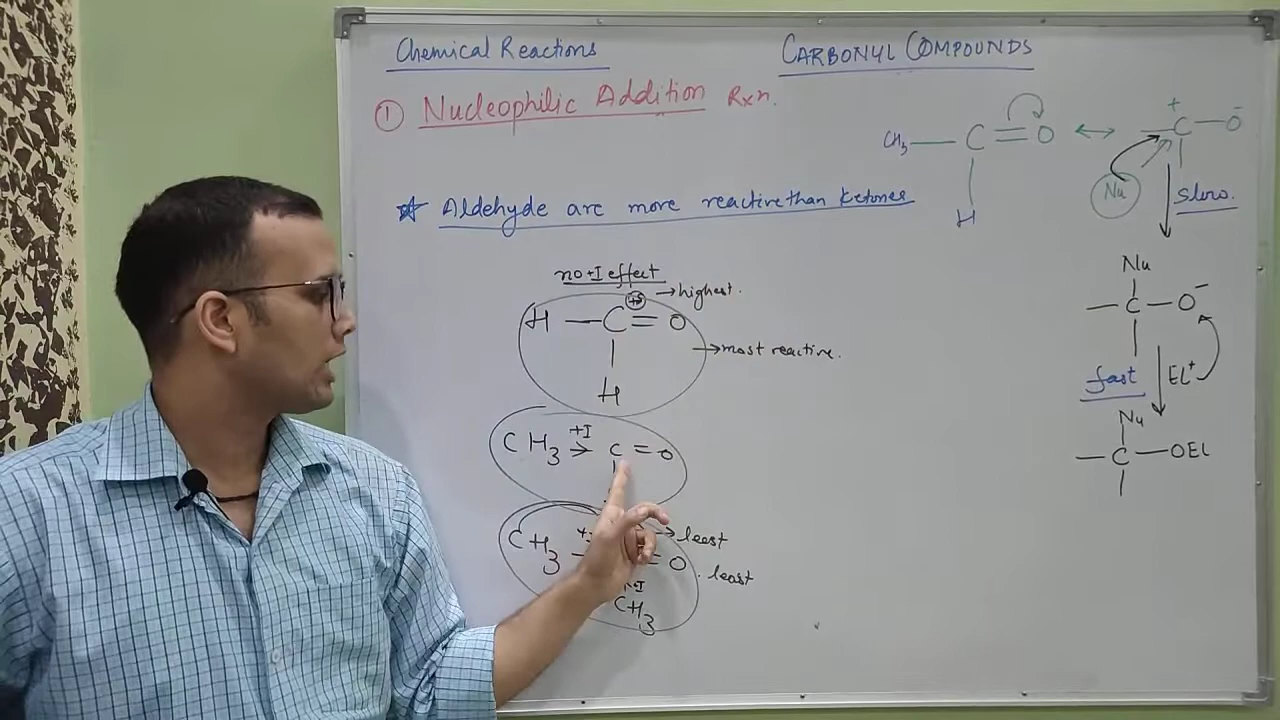 Chemical Reactions
CARBONYL COMPOUNDS
① Nucleophilic Addition Rxn.
CH3 — C = O ↔ — C — O
+
-
H
Nu
slow.
☆ Aldehyde are more reactive than Ketones
no +I effect
+δ → highest.
H — C = O
→ most reactive.
H
+I
CH3 → C = O
+I
→ least
CH3 — = O
. least
+I
CH3
Nu
— C — O-
fast
EL+
Nu
— C — OEL